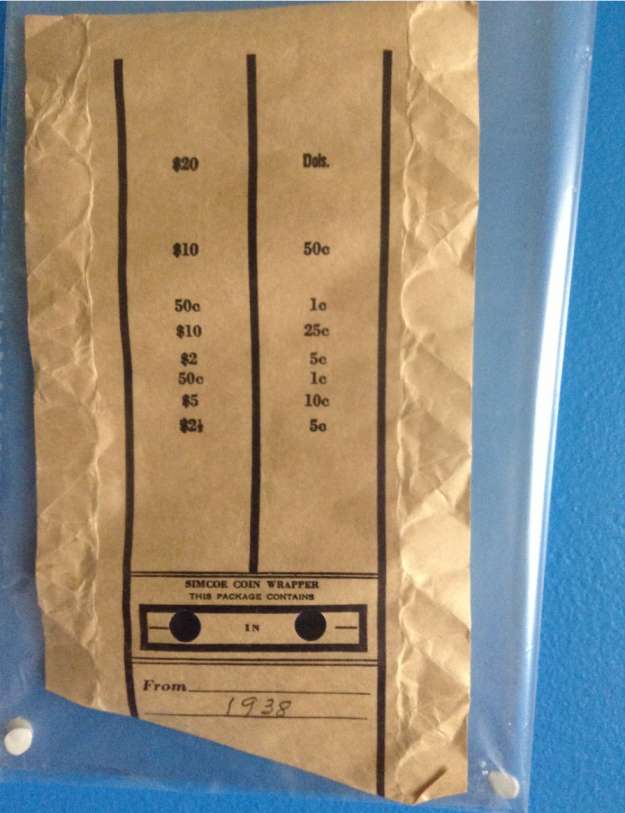 $20 Dols.
$10 50c
50c 1c
$10 25c
$2 5c
50c 1c
$5 10c
$2½ 5c
SIMCOE COIN WRAPPER
THIS PACKAGE CONTAINS
IN
From
1938